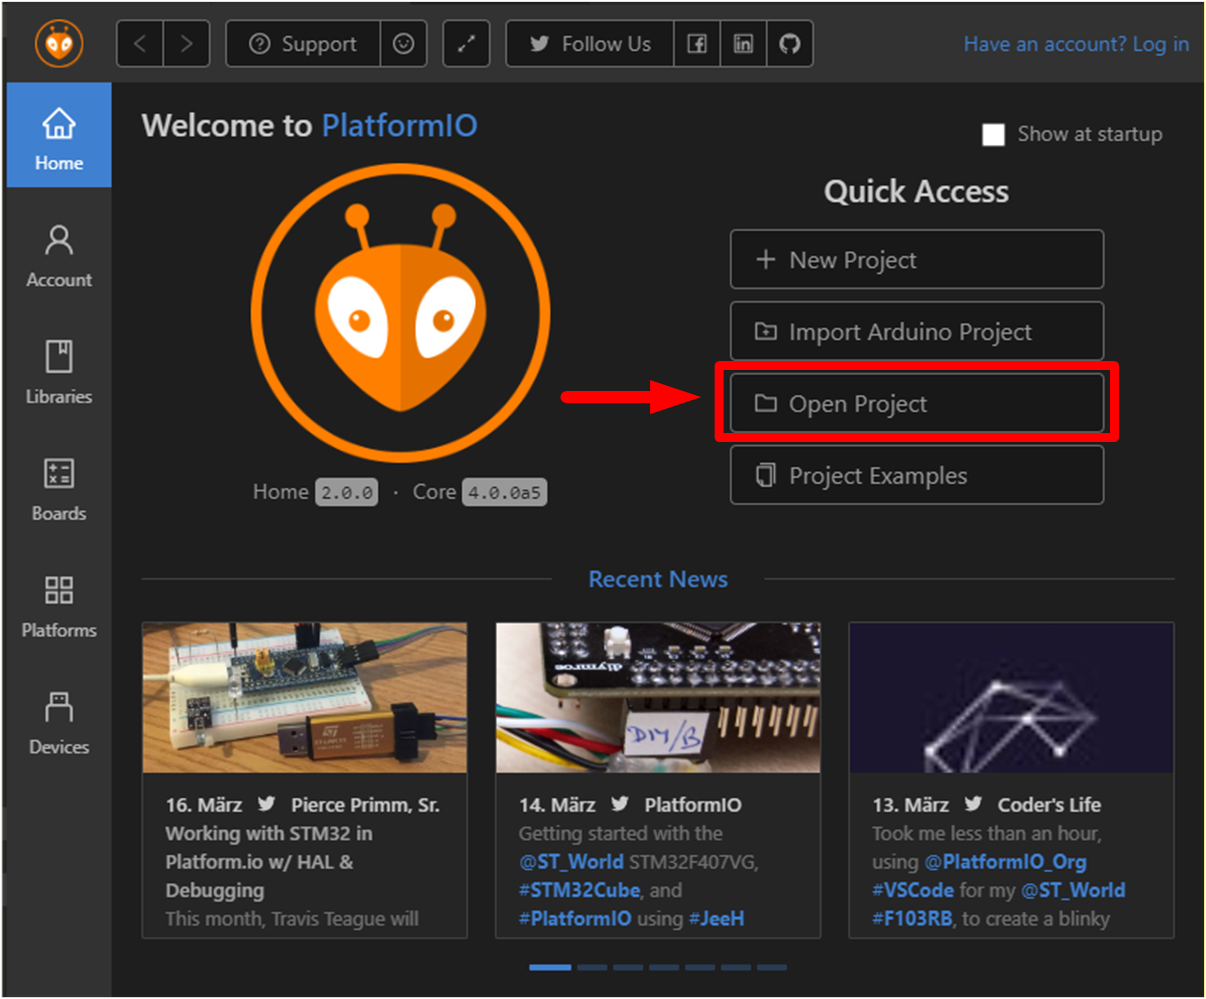 Support
Follow Us
Have an account? Log in
Home
Account
Libraries
Boards
Platforms
Devices
Welcome to PlatformIO
Show at startup
Quick Access
New Project
Import Arduino Project
Open Project
Project Examples
Home 2.0.0 · Core 4.0.0a5
Recent News
DIY/B
16. März Pierce Primm, Sr.
Working with STM32 in
Platform.io w/ HAL &
Debugging
This month, Travis Teague will
14. März PlatformIO
Getting started with the
@ST_World STM32F407VG,
#STM32Cube, and
#PlatformIO using #JeeH
13. März Coder's Life
Took me less than an hour,
using @PlatformIO_Org
#VSCode for my @ST_World
#F103RB, to create a blinky